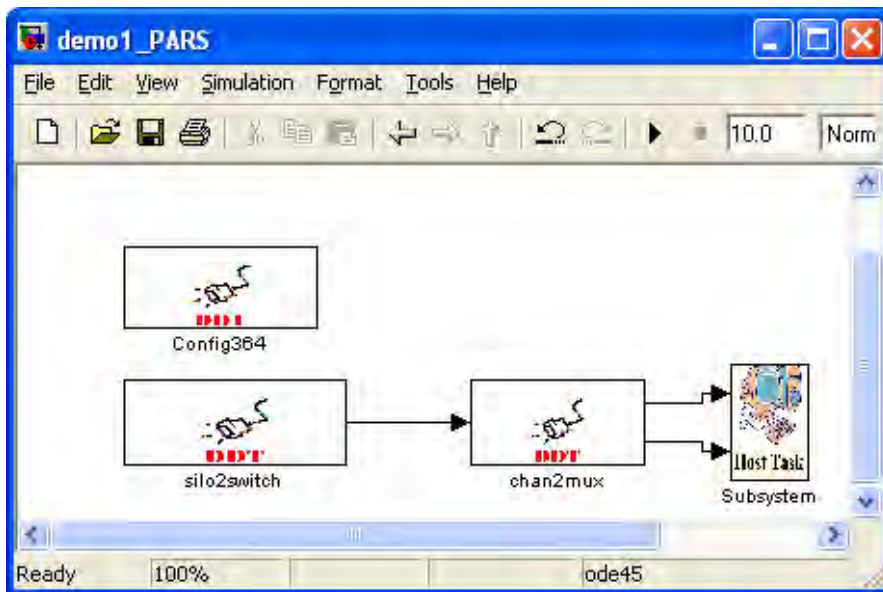 demo1_PARS
File Edit View Simulation Format Tools Help
10.0 Norm
DDT
Config364
DDT DDT Host Task
silo2switch chan2mux
Subsystem
Ready 100% ode45